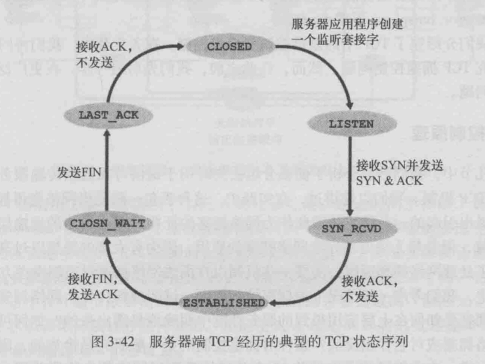 服务器应用程序创建
一个监听套接字
接收ACK,
不发送
CLOSED
LAST_ACK
LISTEN
发送FIN
接收SYN并发送
SYN & ACK
CLOSN_WAIT
SYN_RCVD
接收FIN,
发送ACK
接收ACK,
不发送
ESTABLISHED
图 3-42 服务器端 TCP 经历的典型的 TCP 状态序列